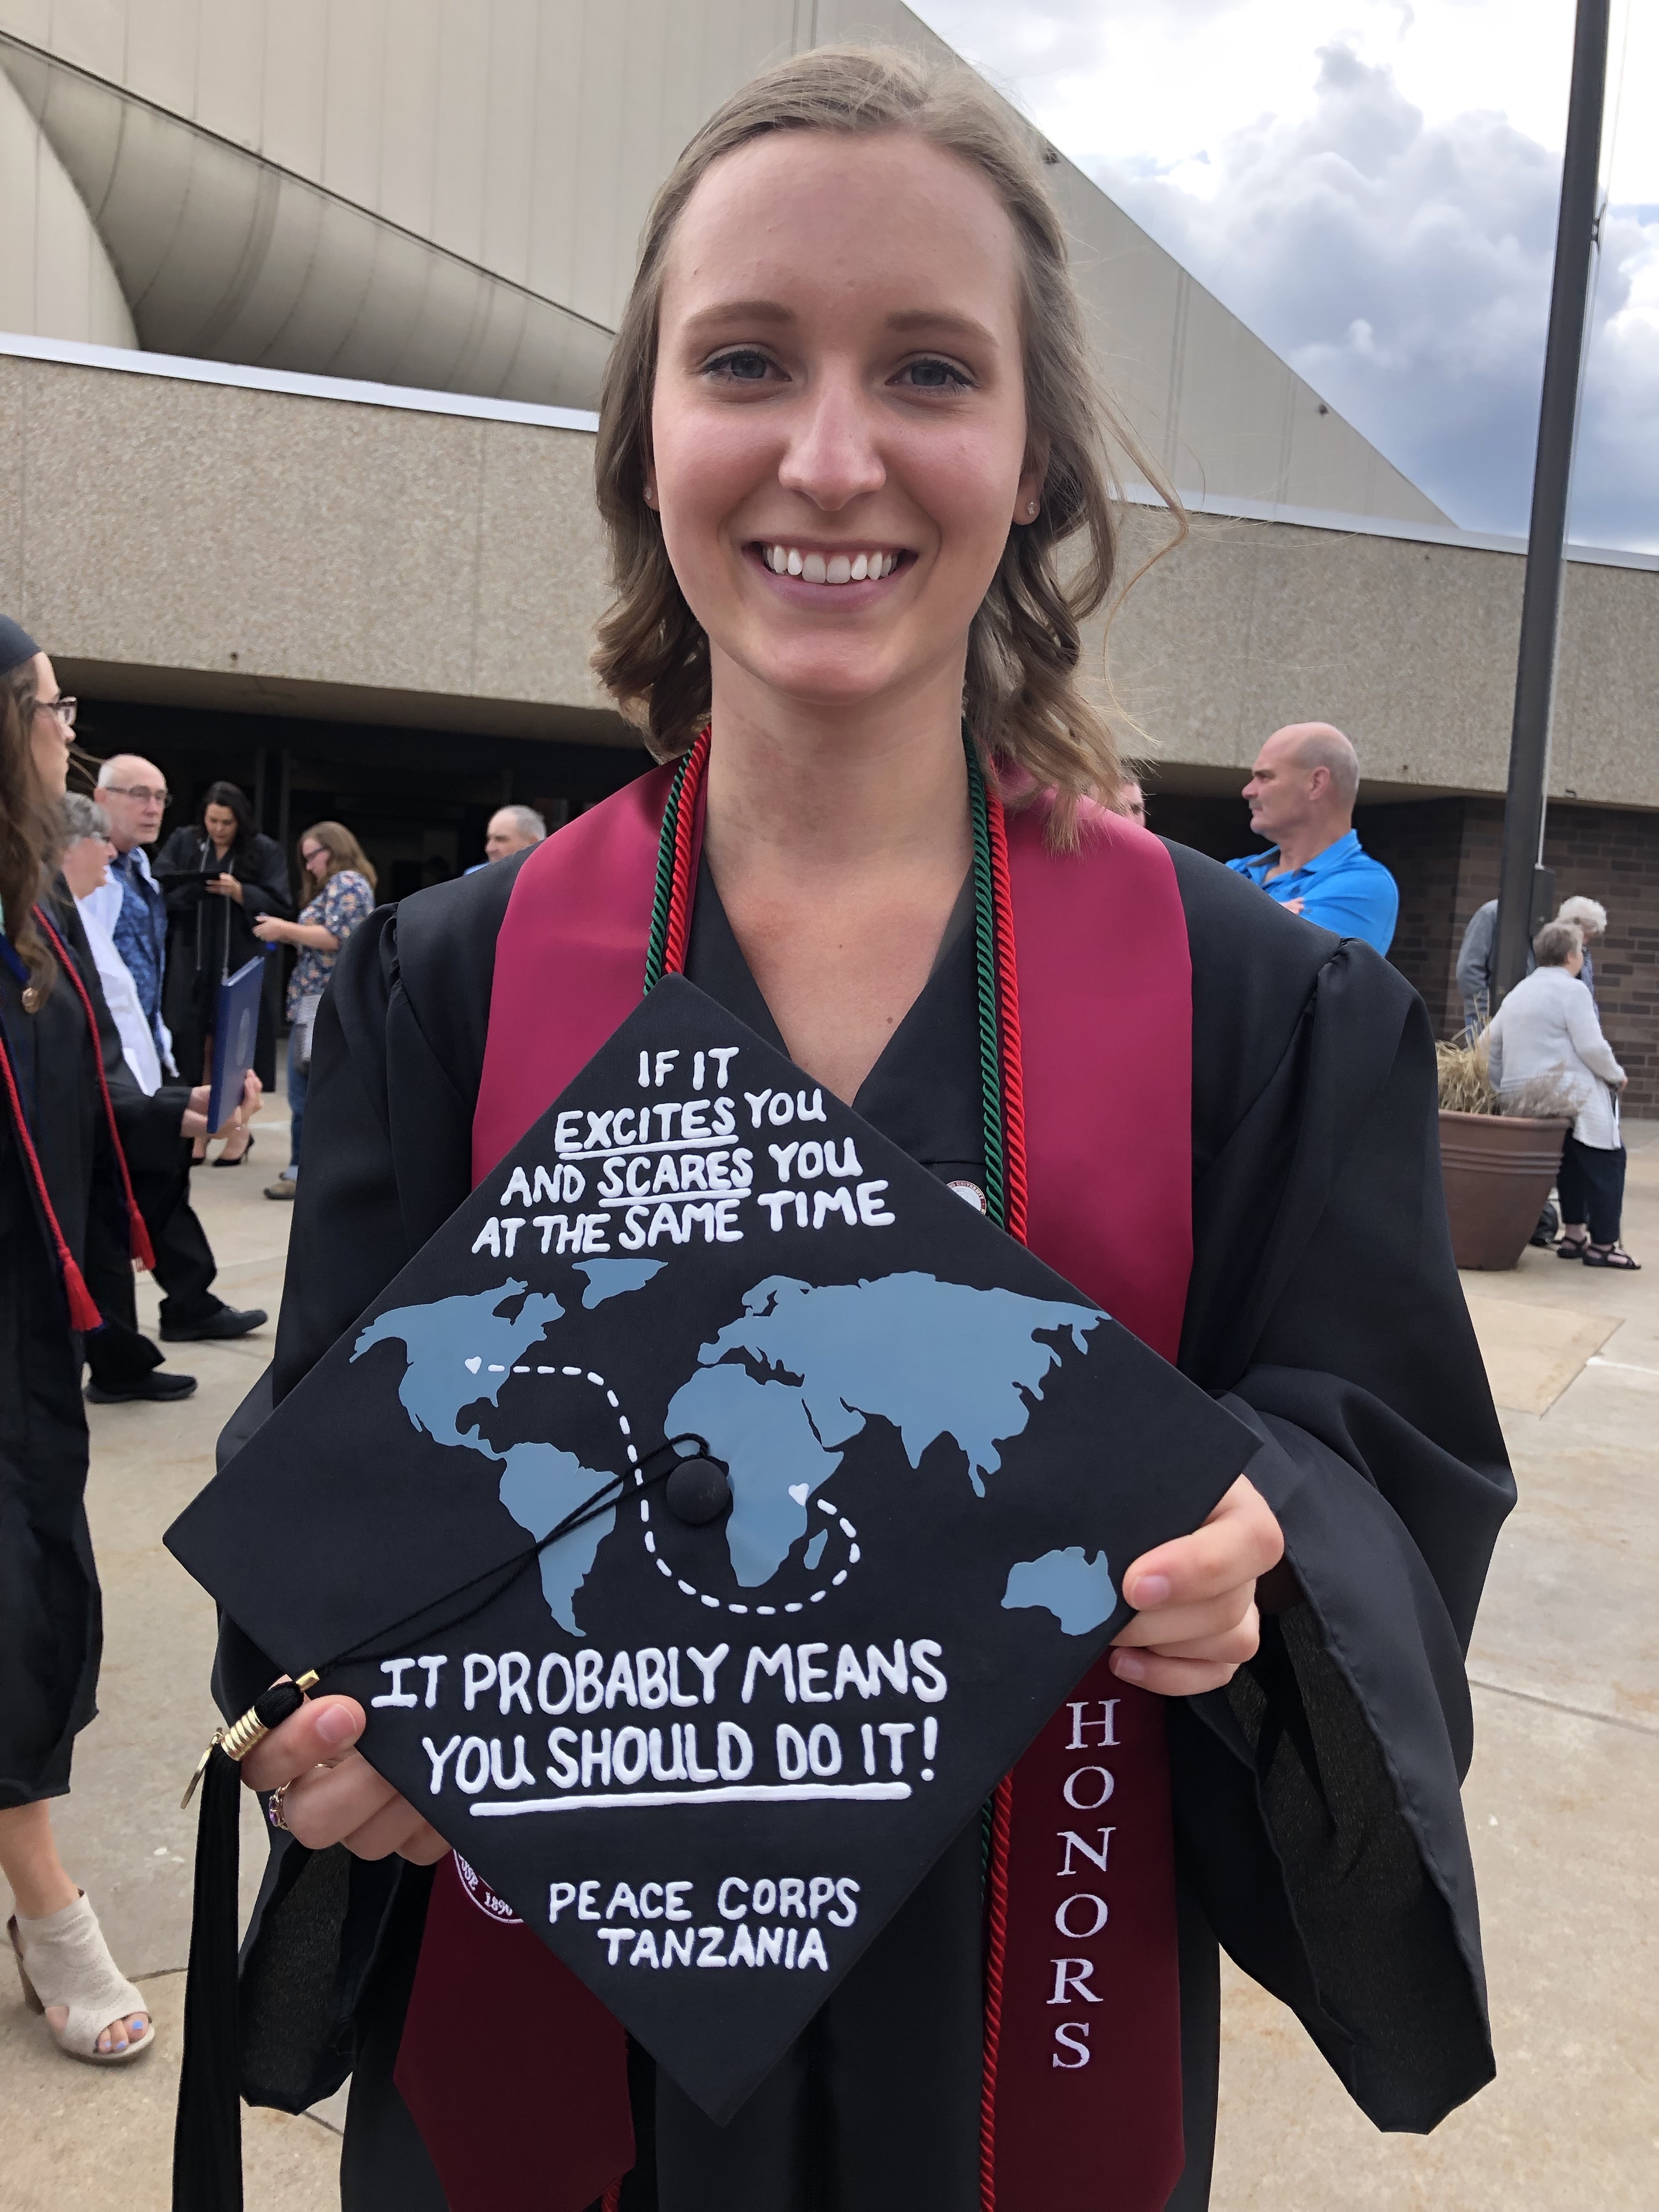 IF IT
EXCITES YOU
AND SCARES YOU
AT THE SAME TIME
IT PROBABLY MEANS
YOU SHOULD DO IT!
PEACE CORPS
TANZANIA
HONORS
1890